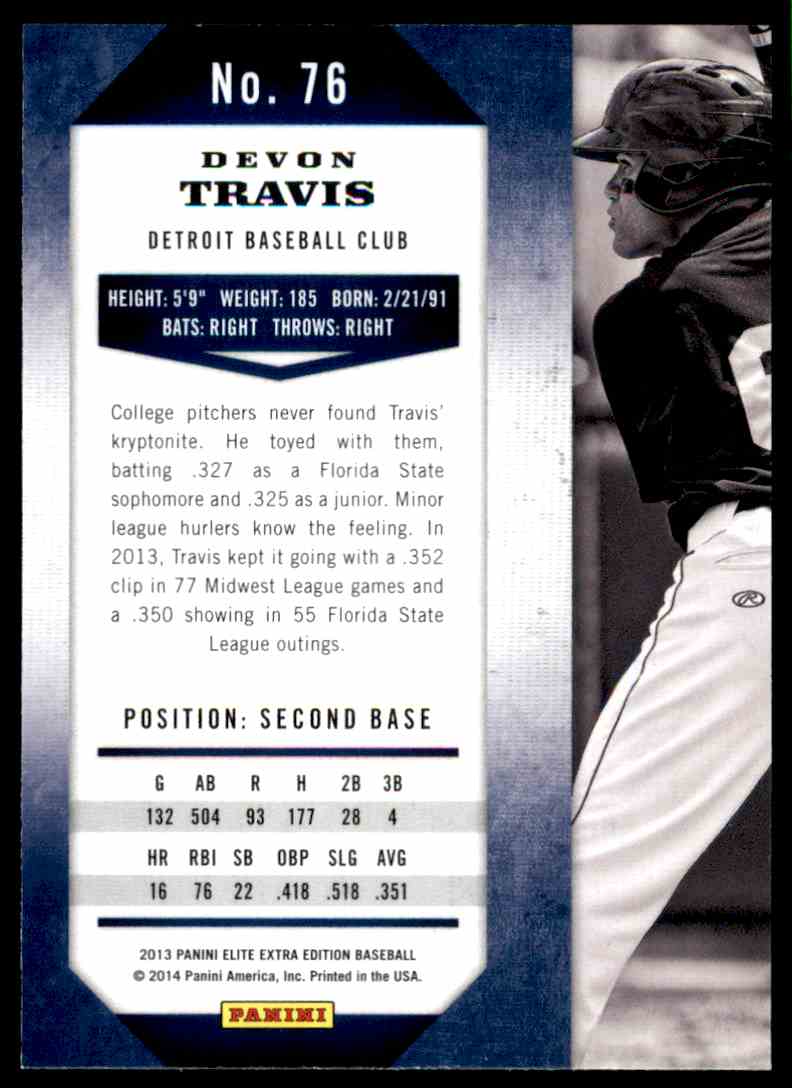 No. 76
DEVON
TRAVIS
DETROIT BASEBALL CLUB
HEIGHT: 5'9" WEIGHT: 185 BORN: 2/21/91
BATS: RIGHT THROWS: RIGHT
College pitchers never found Travis'
kryptonite. He toyed with them,
batting .327 as a Florida State
sophomore and .325 as a junior. Minor
league hurlers know the feeling. In
2013, Travis kept it going with a .352
clip in 77 Midwest League games and
a .350 showing in 55 Florida State
League outings.
POSITION: SECOND BASE
G AB R H 2B 3B
132 504 93 177 28 4
HR RBI SB OBP SLG AVG
16 76 22 .418 .518 .351
2013 PANINI ELITE EXTRA EDITION BASEBALL
© 2014 Panini America, Inc. Printed in the USA.
PANINI
R